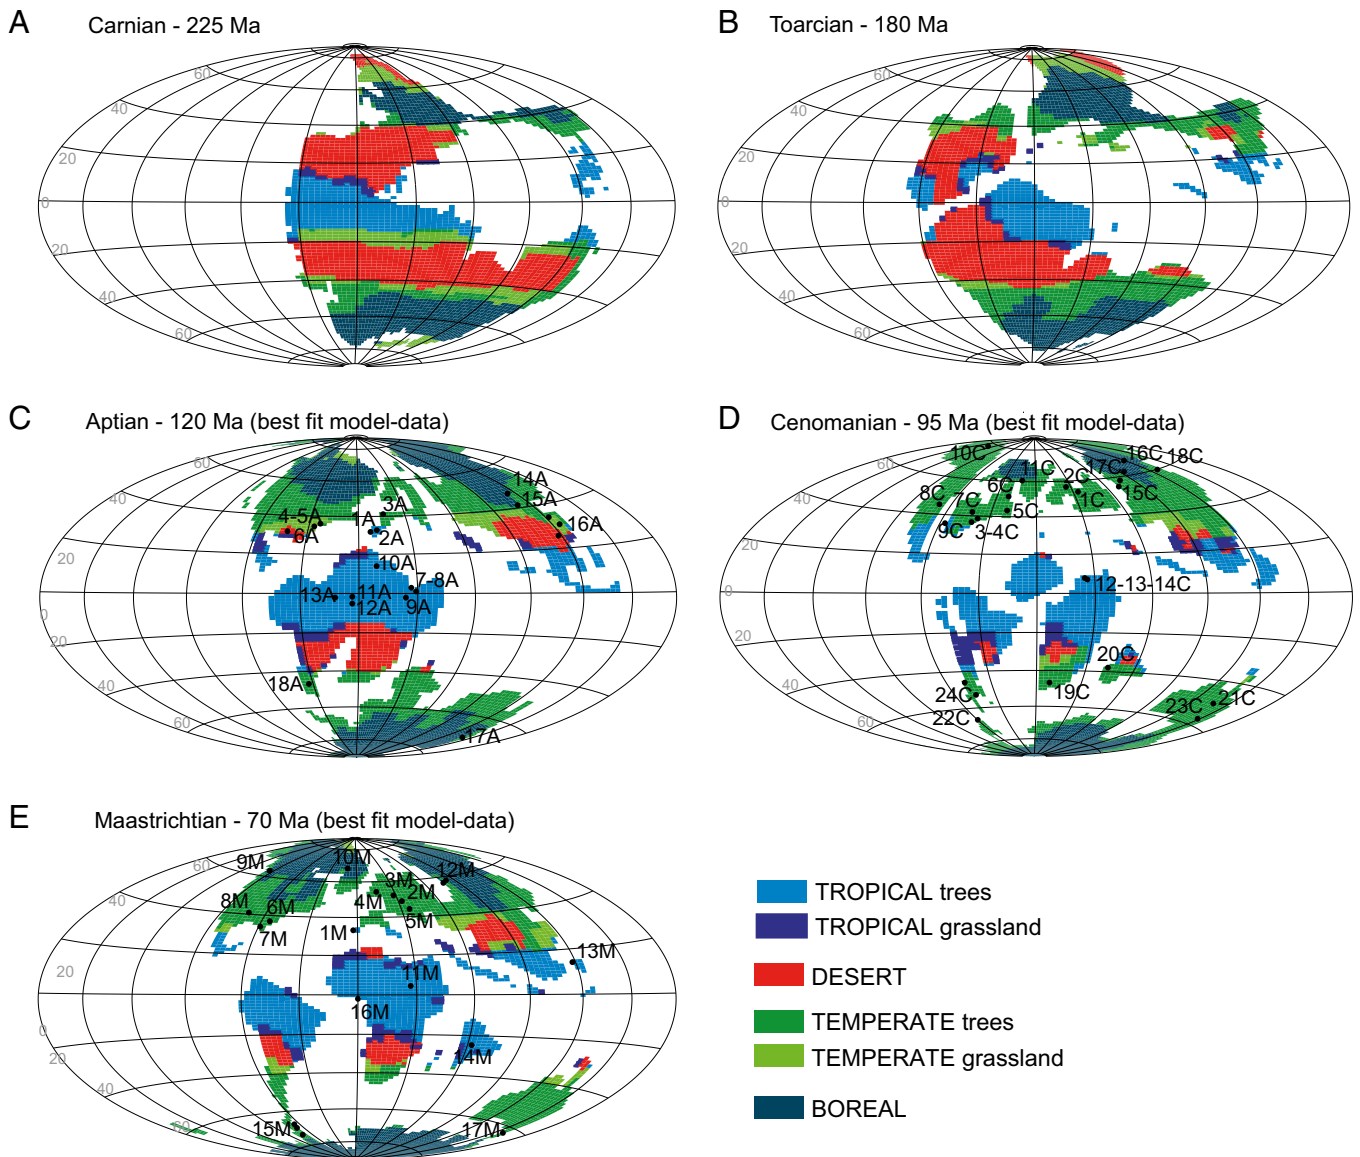 A
Carnian - 225 Ma
60
40
20
0
20
40
60
B
Toarcian - 180 Ma
60
40
20
0
20
40
60
C
Aptian - 120 Ma (best fit model-data)
60
40
20
0
20
40
60
14A
15A
16A
3A
1A
2A
4-5A
6A
10A
7-8A
11A
13A
12A
9A
18A
17A
D
Cenomanian - 95 Ma (best fit model-data)
60
40
20
0
20
40
60
10C
16C
18C
17C
11C
2C
15C
1C
6C
5C
8C
7C
9C
3-4C
12-13-14C
20C
19C
24C
22C
21C
23C
E
Maastrichtian - 70 Ma (best fit model-data)
60
40
20
0
20
40
60
9M
10M
12M
3M
2M
4M
5M
8M
6M
7M
1M
13M
11M
16M
14M
15M
17M
TROPICAL trees
TROPICAL grassland
DESERT
TEMPERATE trees
TEMPERATE grassland
BOREAL